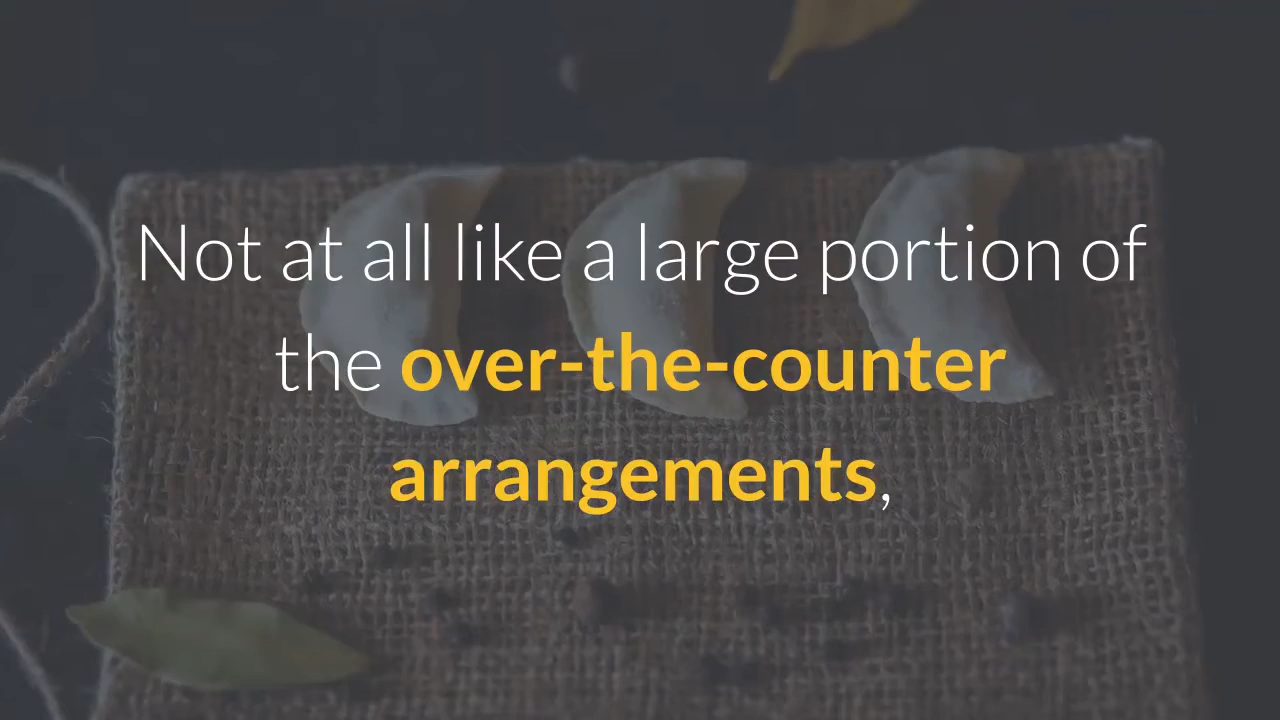 Not at all like a large portion of
the over-the-counter
arrangements,